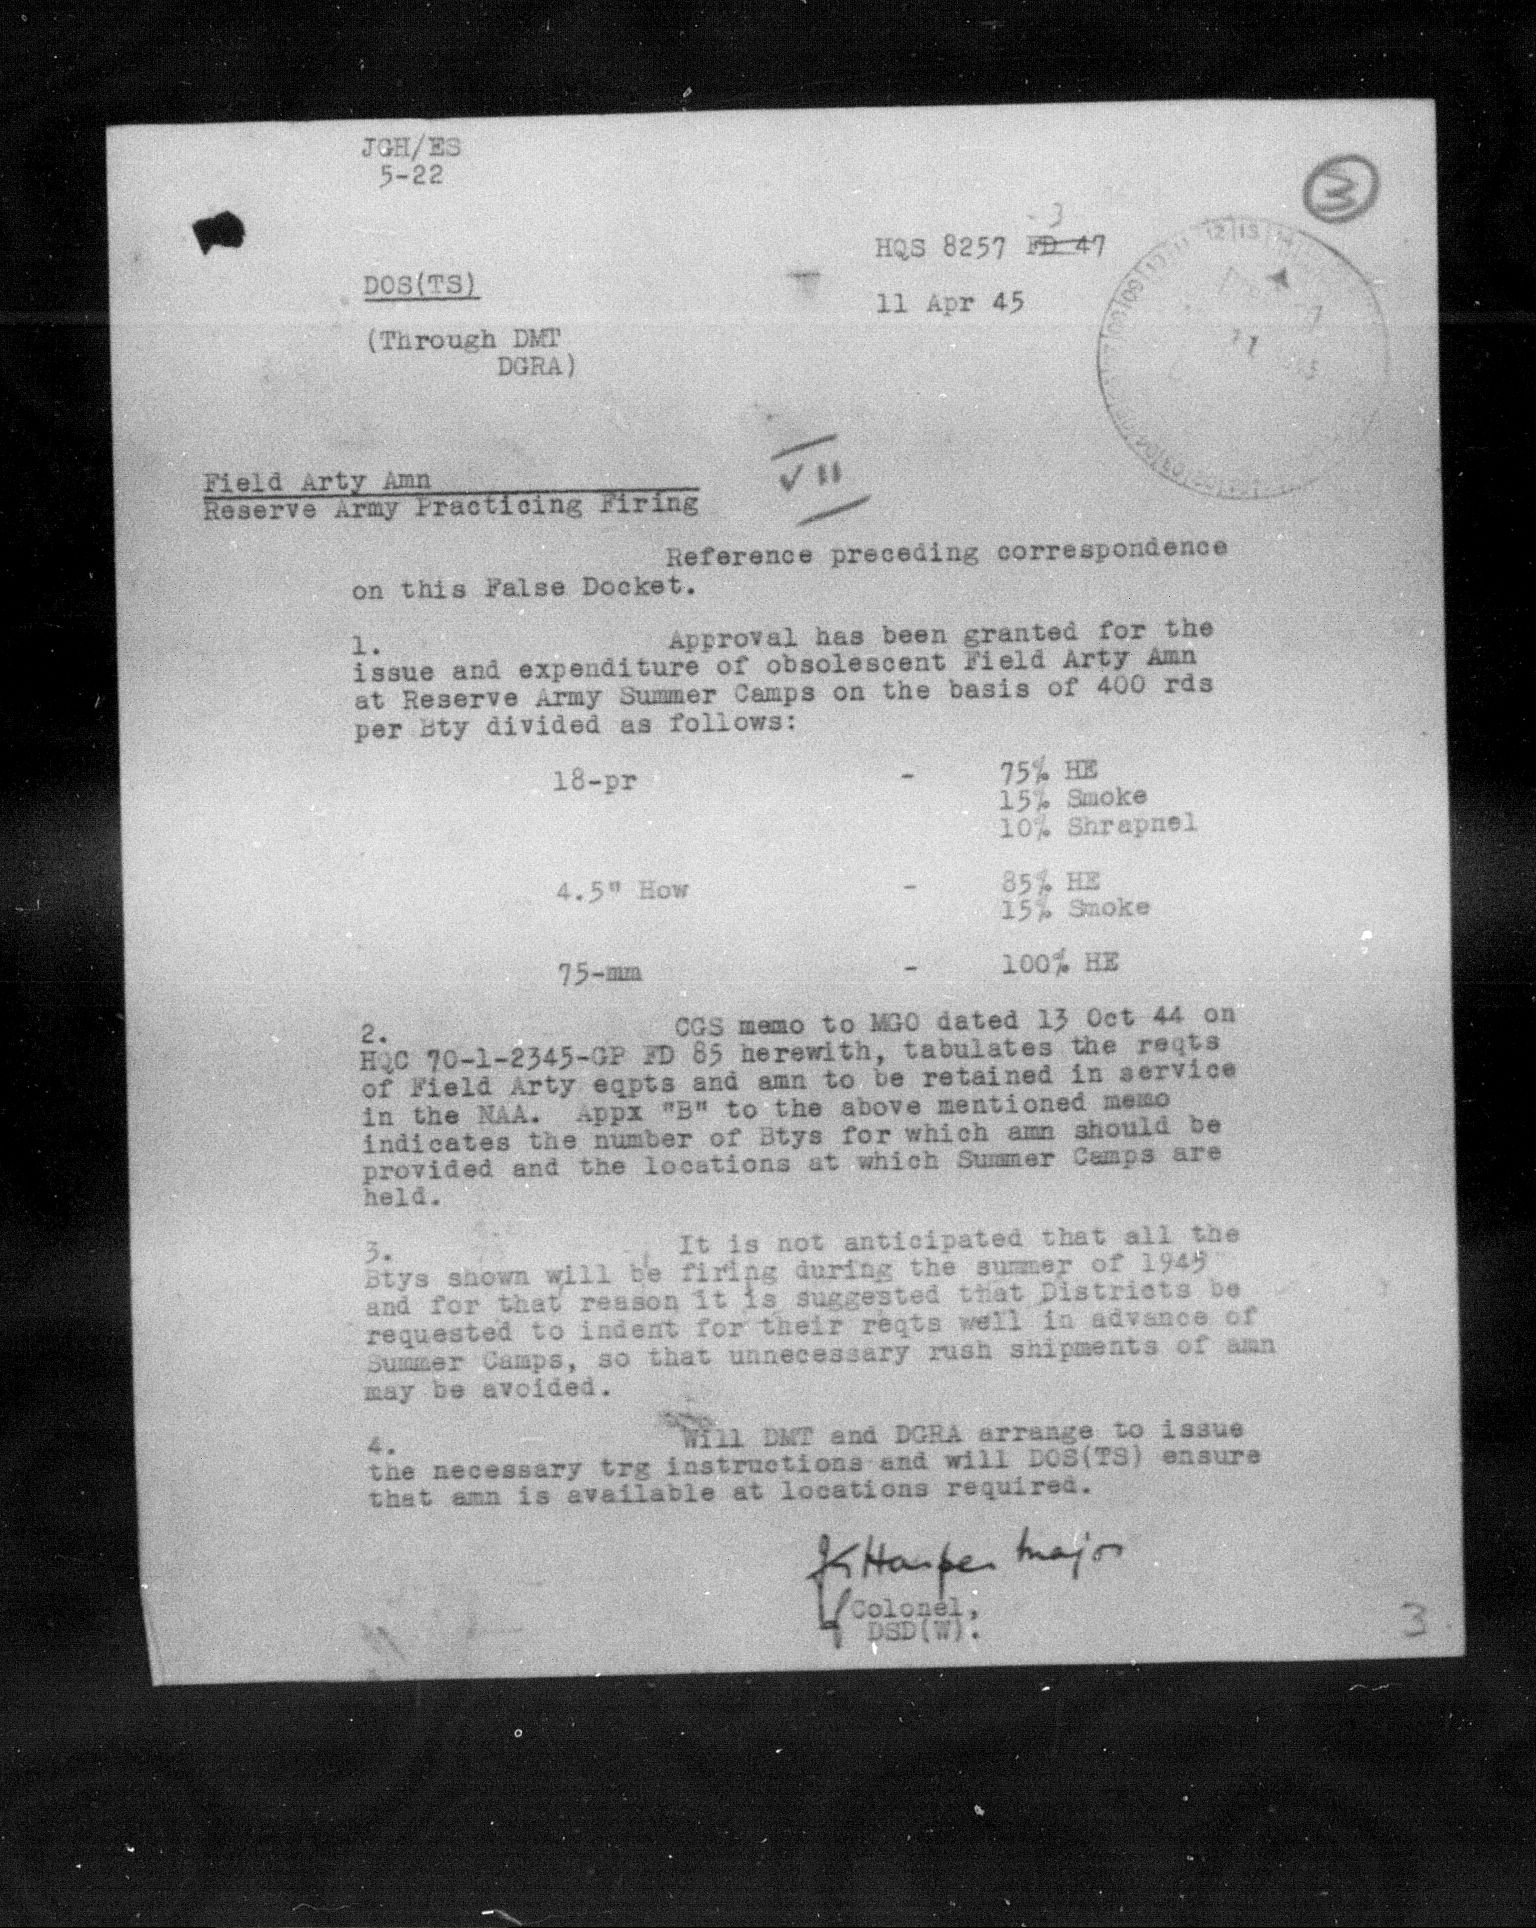 JGH/ES
5-22
3
3
HQS 8257 FD 47
DOS(TS)
11 Apr 45
(Through DMT
DGRA)
12 13 14
VII
Field Arty Amn
Reserve Army Practicing Firing
Reference preceding correspondence
on this False Docket.
1. Approval has been granted for the
issue and expenditure of obsolescent Field Arty Amn
at Reserve Army Summer Camps on the basis of 400 rds
per Bty divided as follows:
18-pr - 75% HE
15% Smoke
10% Shrapnel
4.5" How - 85% HE
15% Smoke
75-mm - 100% HE
2. CGS memo to MGO dated 13 Oct 44 on
HQC 70-1-2345-GP FD 85 herewith, tabulates the reqts
of Field Arty eqpts and amn to be retained in service
in the NAA. Appx "B" to the above mentioned memo
indicates the number of Btys for which amn should be
provided and the locations at which Summer Camps are
held.
3. It is not anticipated that all the
Btys shown will be firing during the summer of 1945
and for that reason it is suggested that Districts be
requested to indent for their reqts well in advance of
Summer Camps, so that unnecessary rush shipments of amn
may be avoided.
4. Will DMT and DGRA arrange to issue
the necessary trg instructions and will DOS(TS) ensure
that amn is available at locations required.
JG Harper Major
Colonel,
DSD(W).
3